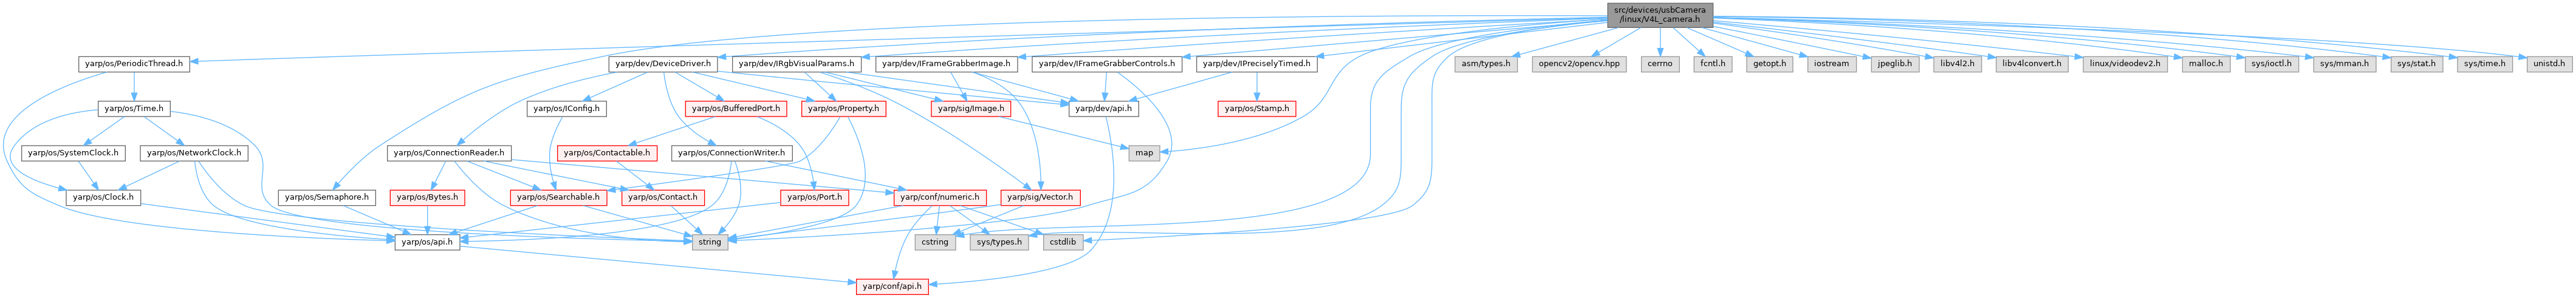 src/devices/usbCamera
/linux/V4L_camera.h
yarp/os/PeriodicThread.h
yarp/dev/DeviceDriver.h
yarp/dev/IRgbVisualParams.h
yarp/dev/IFrameGrabberImage.h
yarp/dev/IFrameGrabberControls.h
yarp/dev/IPreciselyTimed.h
asm/types.h
opencv2/opencv.hpp
cerrno
fcntl.h
getopt.h
iostream
jpeglib.h
libv4l2.h
libv4lconvert.h
linux/videodev2.h
malloc.h
sys/ioctl.h
sys/mman.h
sys/stat.h
sys/time.h
unistd.h
yarp/os/Time.h
yarp/os/IConfig.h
yarp/os/BufferedPort.h
yarp/os/Property.h
yarp/sig/Image.h
yarp/dev/api.h
yarp/os/Stamp.h
yarp/os/SystemClock.h
yarp/os/NetworkClock.h
yarp/os/ConnectionReader.h
yarp/os/Contactable.h
yarp/os/ConnectionWriter.h
map
yarp/os/Clock.h
yarp/os/Semaphore.h
yarp/os/Bytes.h
yarp/os/Searchable.h
yarp/os/Contact.h
yarp/os/Port.h
yarp/conf/numeric.h
yarp/sig/Vector.h
yarp/os/api.h
string
cstring
sys/types.h
cstdlib
yarp/conf/api.h